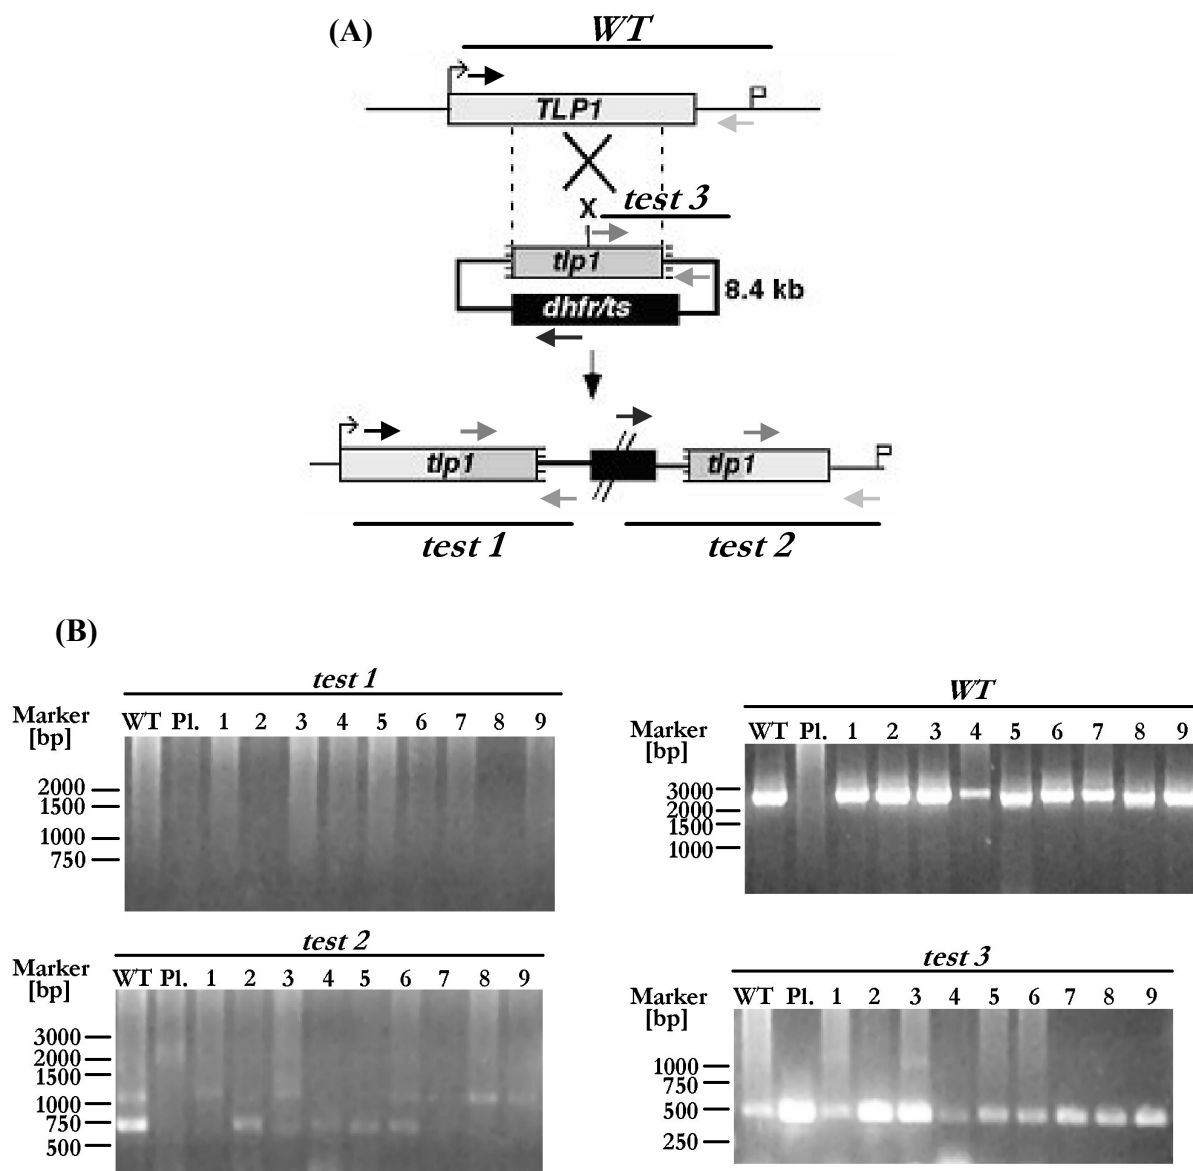 (A)
WT
TLP1
X
test 3
tlp1
8.4 kb
dhfr/ts
tlp1
tlp1
test 1
test 2
(B)
test 1
Marker
[bp]
WT Pl. 1 2 3 4 5 6 7 8 9
2000
1500
1000
750
WT
Marker
[bp]
WT Pl. 1 2 3 4 5 6 7 8 9
3000
2000
1500
1000
test 2
Marker
[bp]
WT Pl. 1 2 3 4 5 6 7 8 9
3000
2000
1500
1000
750
500
test 3
Marker
[bp]
WT Pl. 1 2 3 4 5 6 7 8 9
1000
750
500
250